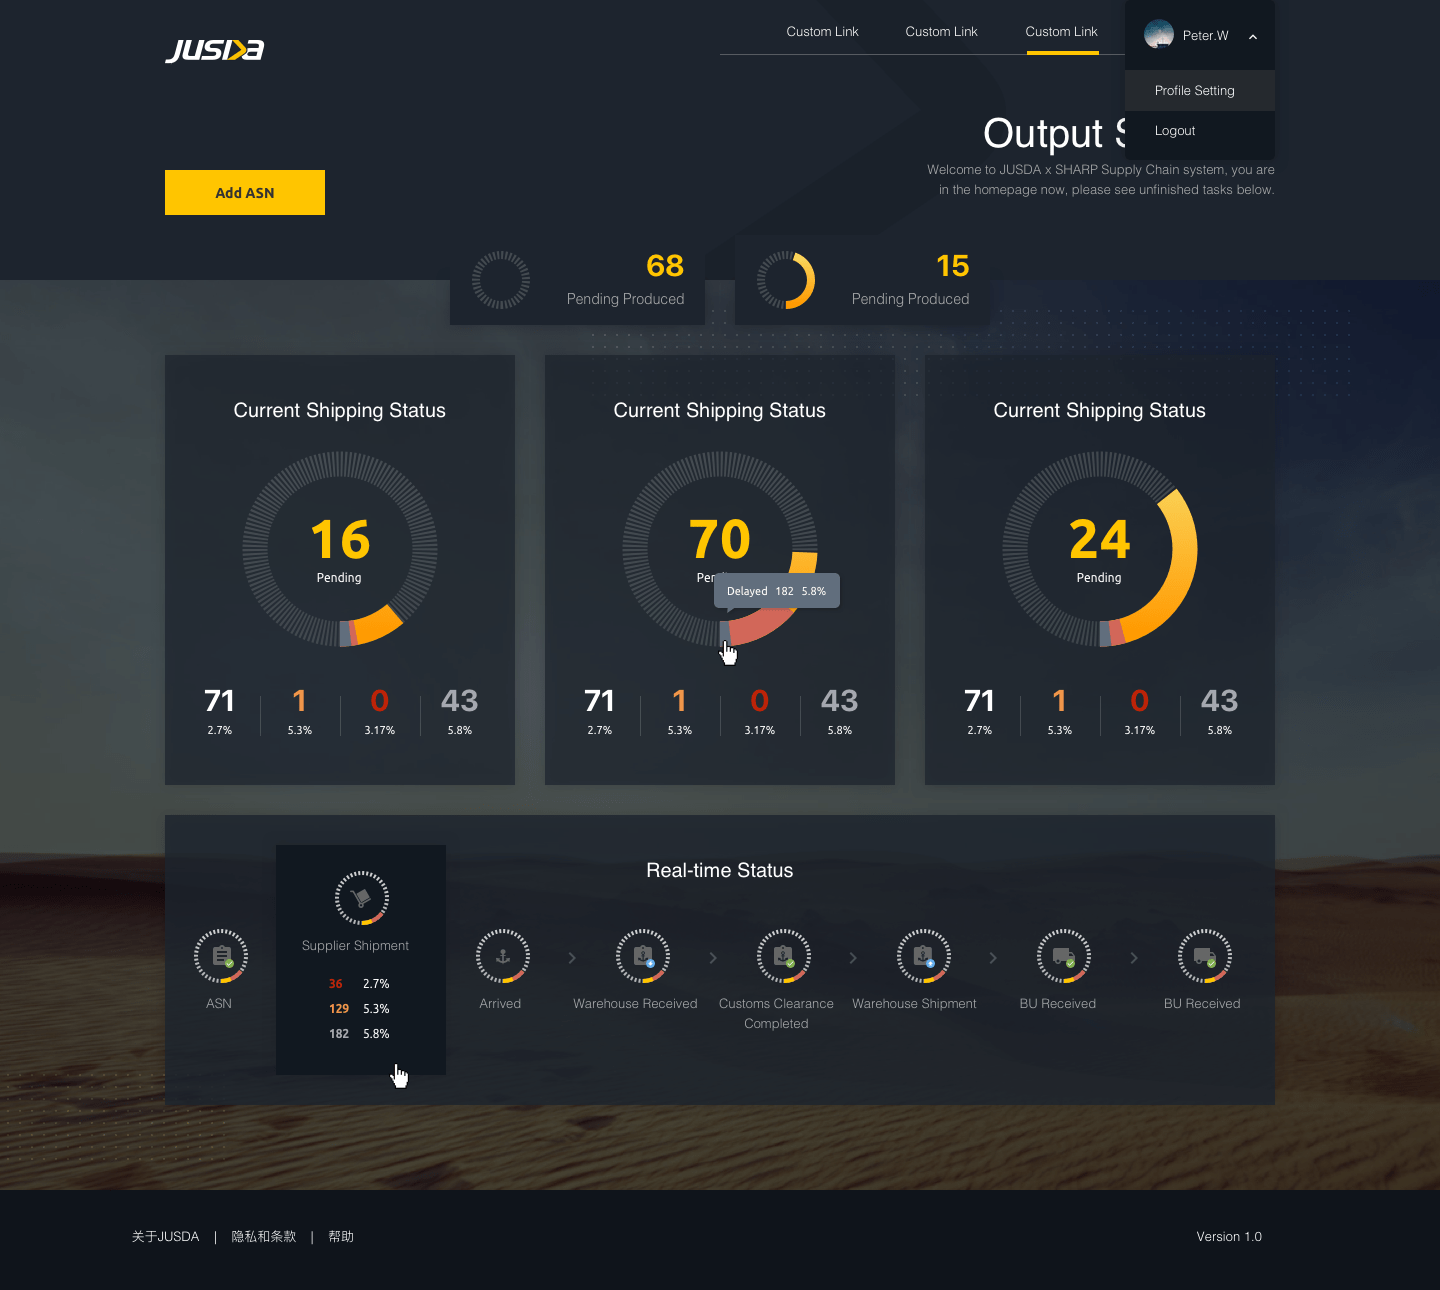 JUSDA
Custom Link
Custom Link
Custom Link
Peter.W
Profile Setting
Logout
Output
Welcome to JUSDA x SHARP Supply Chain system, you are
in the homepage now, please see unfinished tasks below.
Add ASN
68
Pending Produced
15
Pending Produced
Current Shipping Status
16
Pending
71
1
0
43
2.7%
5.3%
3.17%
5.8%
Current Shipping Status
70
Delayed 182 5.8%
71
1
0
43
2.7%
5.3%
3.17%
5.8%
Current Shipping Status
24
Pending
71
1
0
43
2.7%
5.3%
3.17%
5.8%
Real-time Status
ASN
Supplier Shipment
36 2.7%
129 5.3%
182 5.8%
Arrived
Warehouse Received
Customs Clearance
Completed
Warehouse Shipment
BU Received
BU Received
关于JUSDA | 隐私和条款 | 帮助
Version 1.0